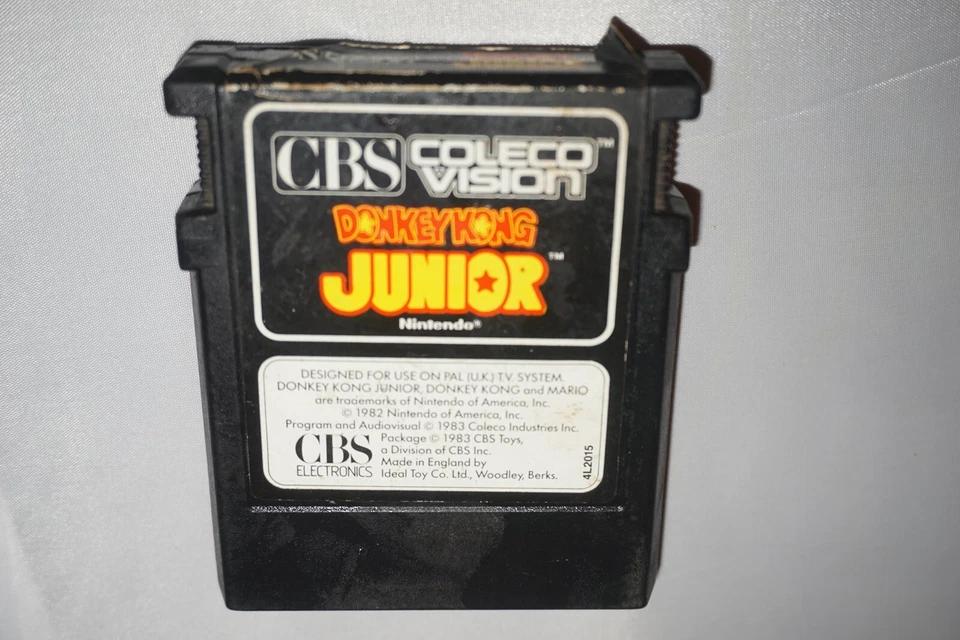 CBS COLECO VISION™
DONKEY KONG
JUNIOR™
Nintendo®
DESIGNED FOR USE ON PAL (U.K.) T.V. SYSTEM.
DONKEY KONG JUNIOR, DONKEY KONG and MARIO
are trademarks of Nintendo of America, Inc.
© 1982 Nintendo of America, Inc.
Program and Audiovisual © 1983 Coleco Industries Inc.
CBS ELECTRONICS
Package © 1983 CBS Toys,
a Division of CBS Inc.
Made in England by
Ideal Toy Co. Ltd., Woodley, Berks.
4L2015